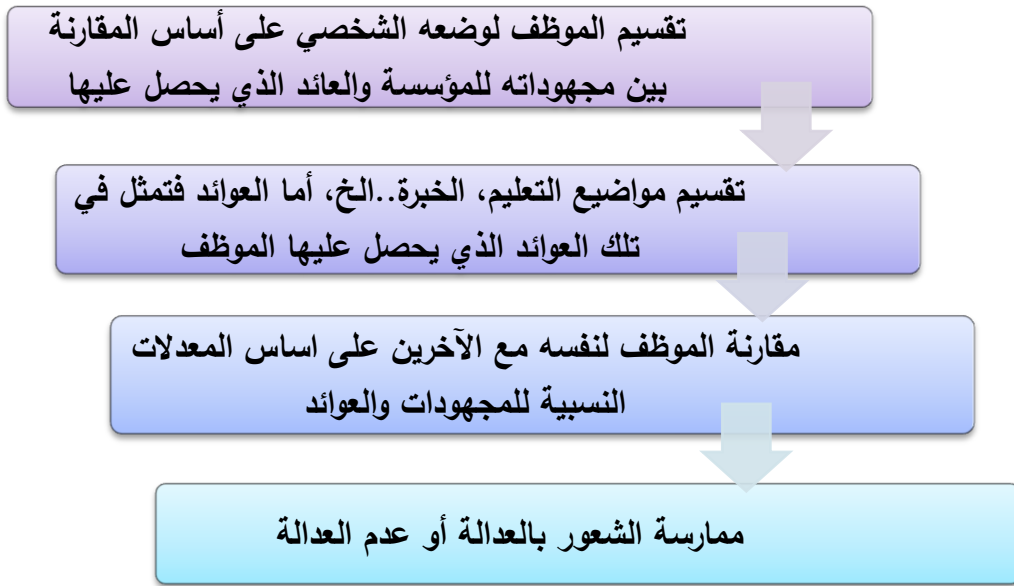 تقسيم الموظف لوضعه الشخصي على أساس المقارنة
بين مجهوداته للمؤسسة والعائد الذي يحصل عليها
تقسيم مواضيع التعليم، الخبرة..الخ، أما العوائد فتمثل في
تلك العوائد الذي يحصل عليها الموظف
مقارنة الموظف لنفسه مع الآخرين على اساس المعدلات
النسبية للمجهودات والعوائد
ممارسة الشعور بالعدالة أو عدم العدالة